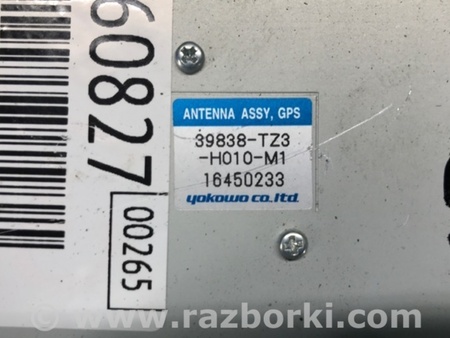 60827
00265
ANTENNA ASSY, GPS
39838-TZ3
-H010-M1
16450233
yokowo co.ltd
www.razborki.com